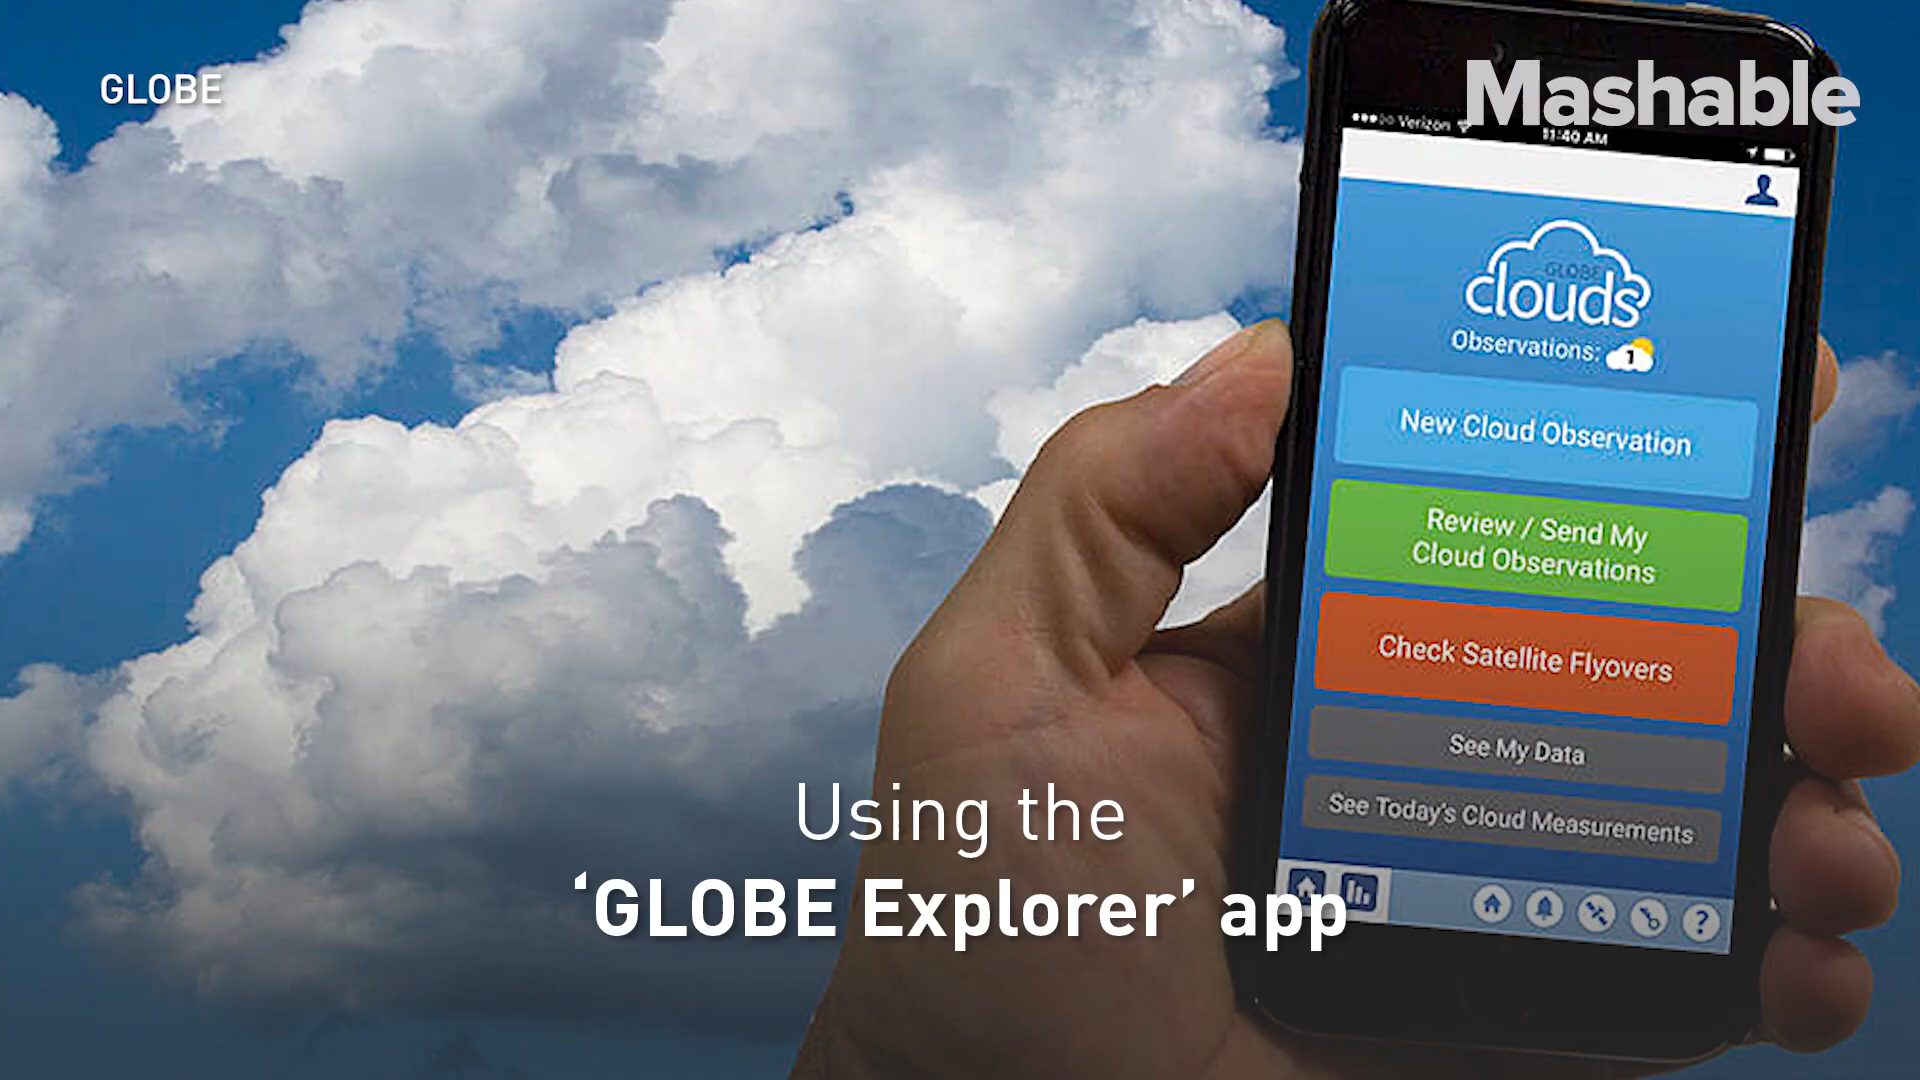 GLOBE
Mashable
Verizon
11:40 AM
GLOBE
clouds
Observations: 1
New Cloud Observation
Review / Send My
Cloud Observations
Check Satellite Flyovers
See My Data
See Today's Cloud Measurements
?
Using the
‘GLOBE Explorer’ app